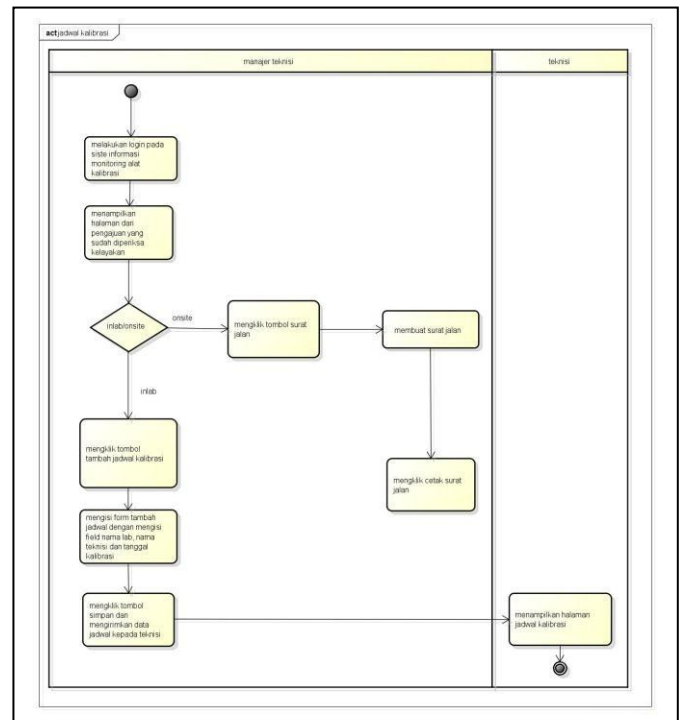 act jadwal kalibrasi
manajer teknisi
teknisi
melakukan login pada
siste informasi
monitoring alat
kalibrasi
menampilkan
halaman dari
pengajuan yang
sudah diperiksa
kelayakan
inlab/onsite
onsite
mengklik tombol surat
jalan
membuat surat jalan
inlab
mengklik tombol
tambah jadwal kalibrasi
mengklik cetak surat
jalan
mengisi form tambah
jadwal dengan mengisi
field nama lab, nama
teknisi dan tanggal
kalibrasi
mengklik tombol
simpan dan
mengirimkan data
jadwal kepada teknisi
menampilkan halaman
jadwal kalibrasi